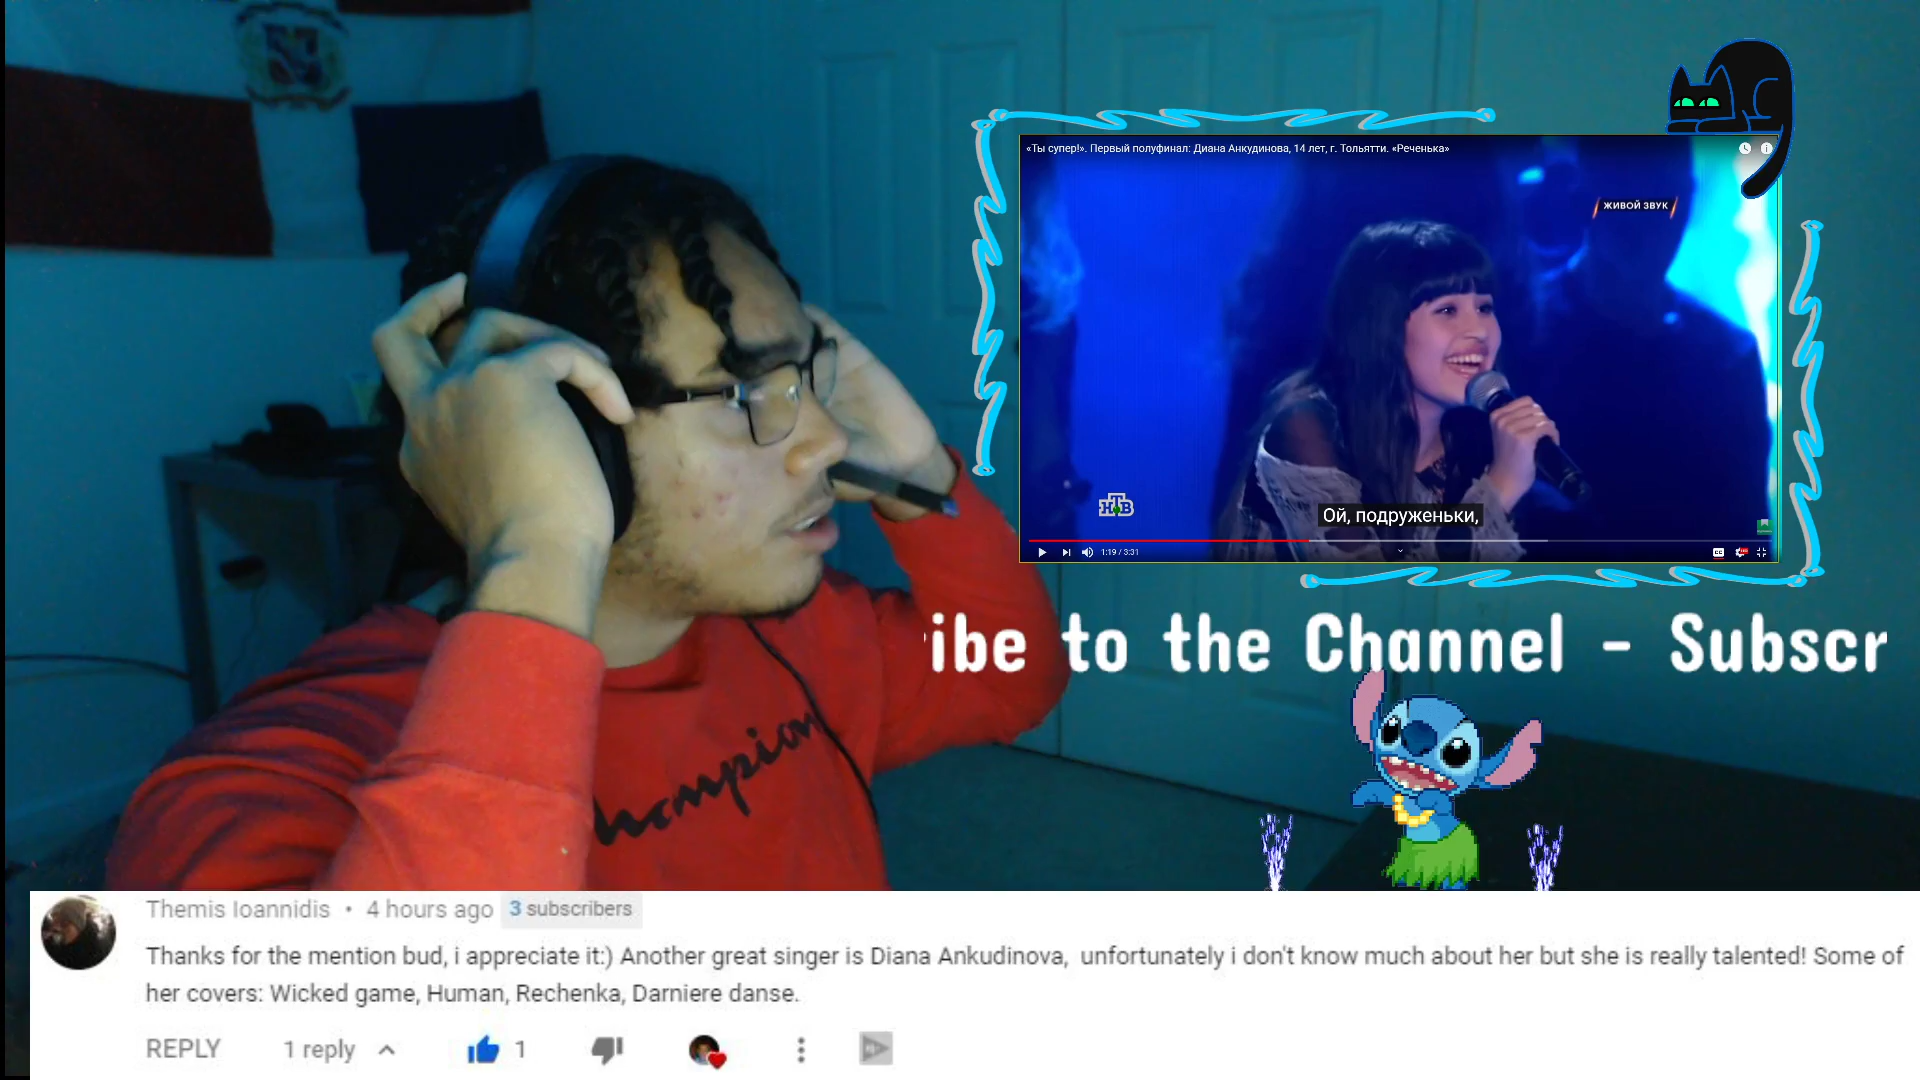 «Ты супер!». Первый полуфинал: Диана Анкудинова, 14 лет, г. Тольятти. «Реченька»
ЖИВОЙ ЗВУК
НТВ
Ой, подруженьки,
1:19 / 3:31
ibe to the Channel - Subscr
Champion
Themis Ioannidis • 4 hours ago 3 subscribers
Thanks for the mention bud, i appreciate it:) Another great singer is Diana Ankudinova, unfortunately i don't know much about her but she is really talented! Some of
her covers: Wicked game, Human, Rechenka, Darniere danse.
REPLY 1 reply 1